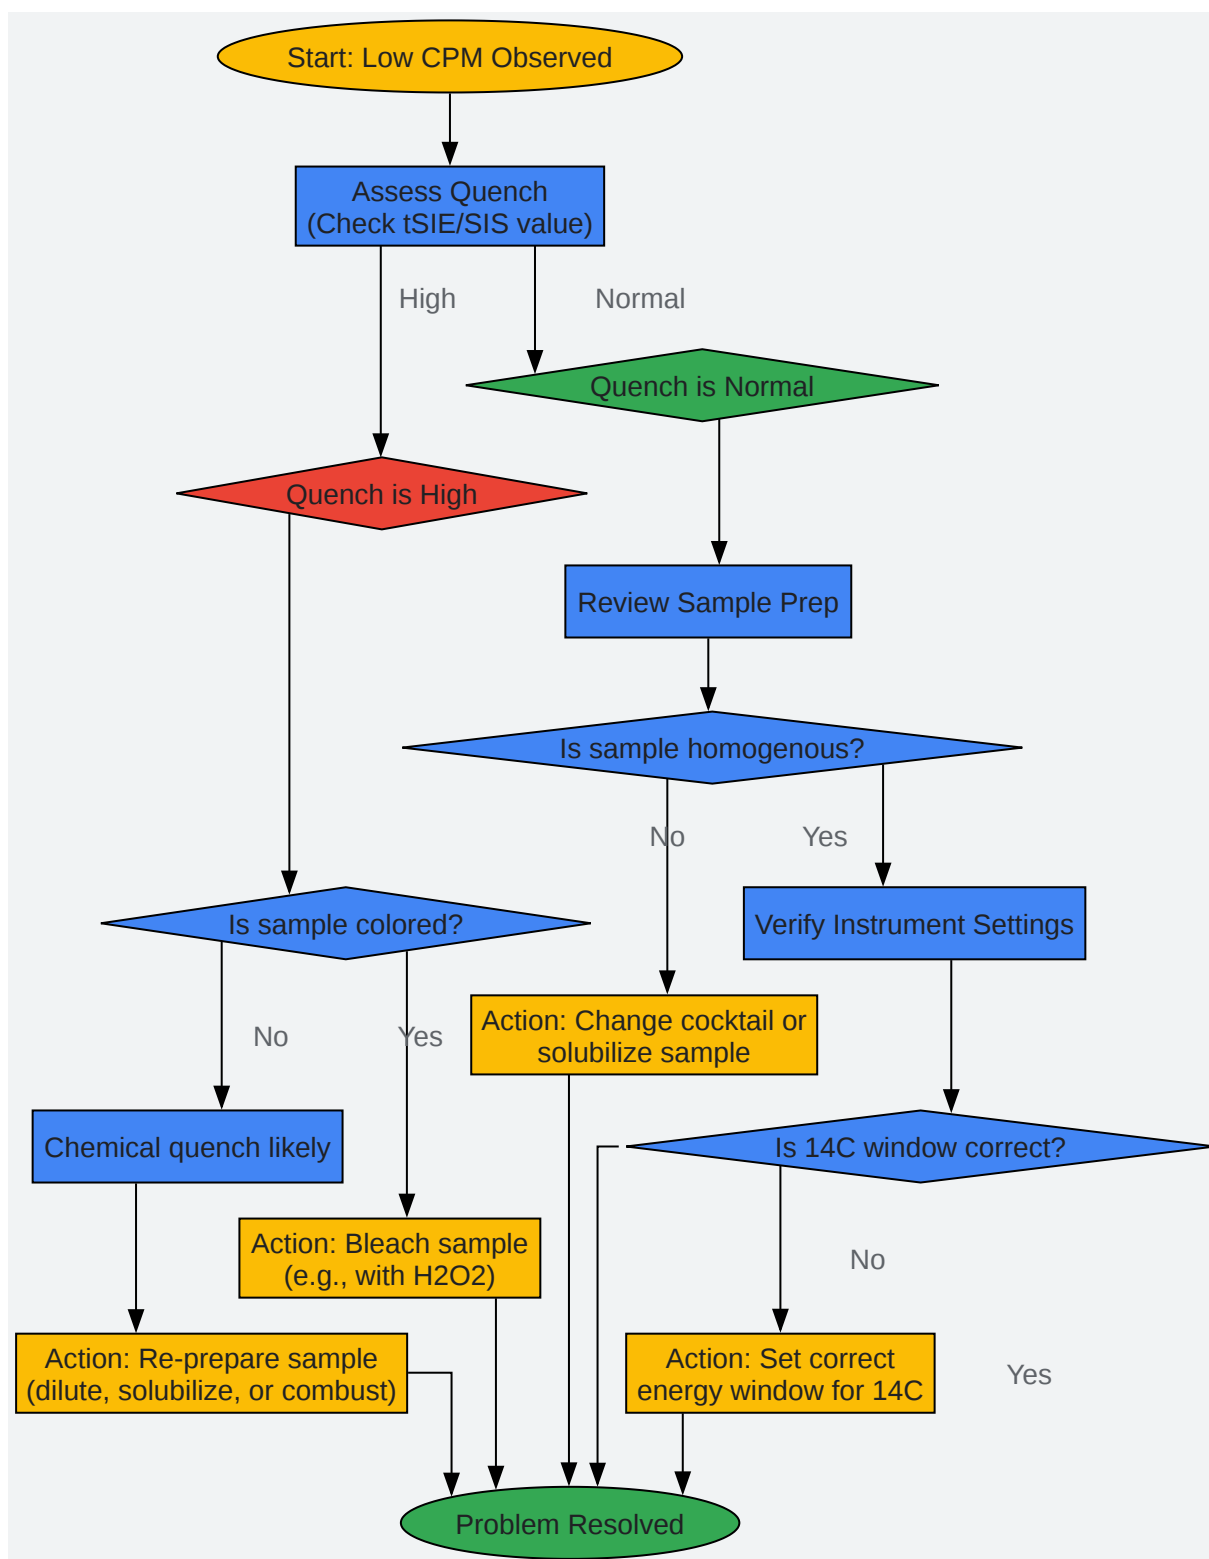 Start: Low CPM Observed
Assess Quench
(Check tSIE/SIS value)
High
Normal
Quench is Normal
Quench is High
Review Sample Prep
Is sample homogenous?
No
Yes
Is sample colored?
Verify Instrument Settings
Action: Change cocktail or
solubilize sample
No
Yes
Chemical quench likely
Is 14C window correct?
Action: Bleach sample
(e.g., with H2O2)
No
Action: Re-prepare sample
(dilute, solubilize, or combust)
Action: Set correct
energy window for 14C
Yes
Problem Resolved